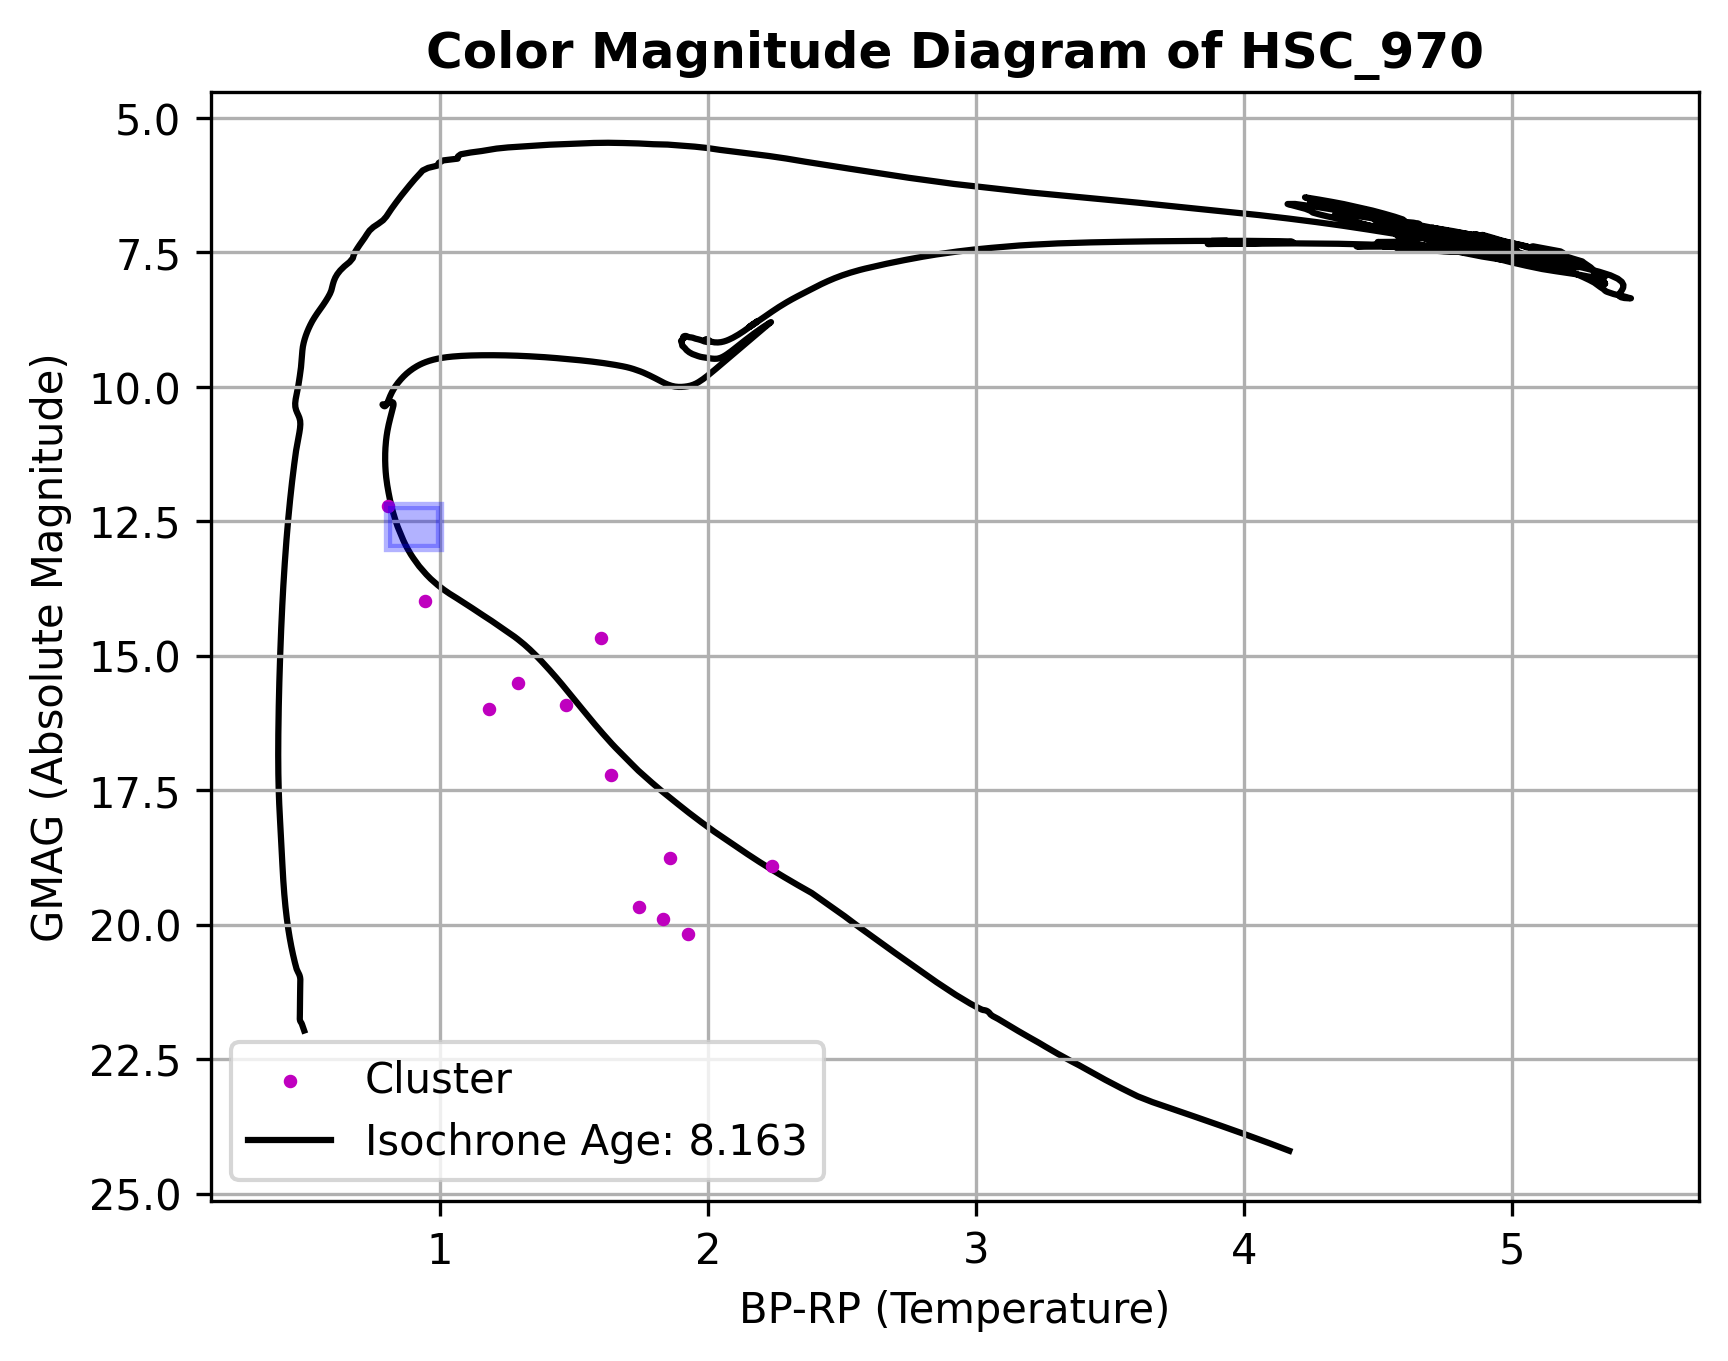 Color Magnitude Diagram of HSC_970
GMAG (Absolute Magnitude)
5.0
7.5
10.0
12.5
15.0
17.5
20.0
22.5
25.0
Cluster
Isochrone Age: 8.163
1 2 3 4 5
BP-RP (Temperature)